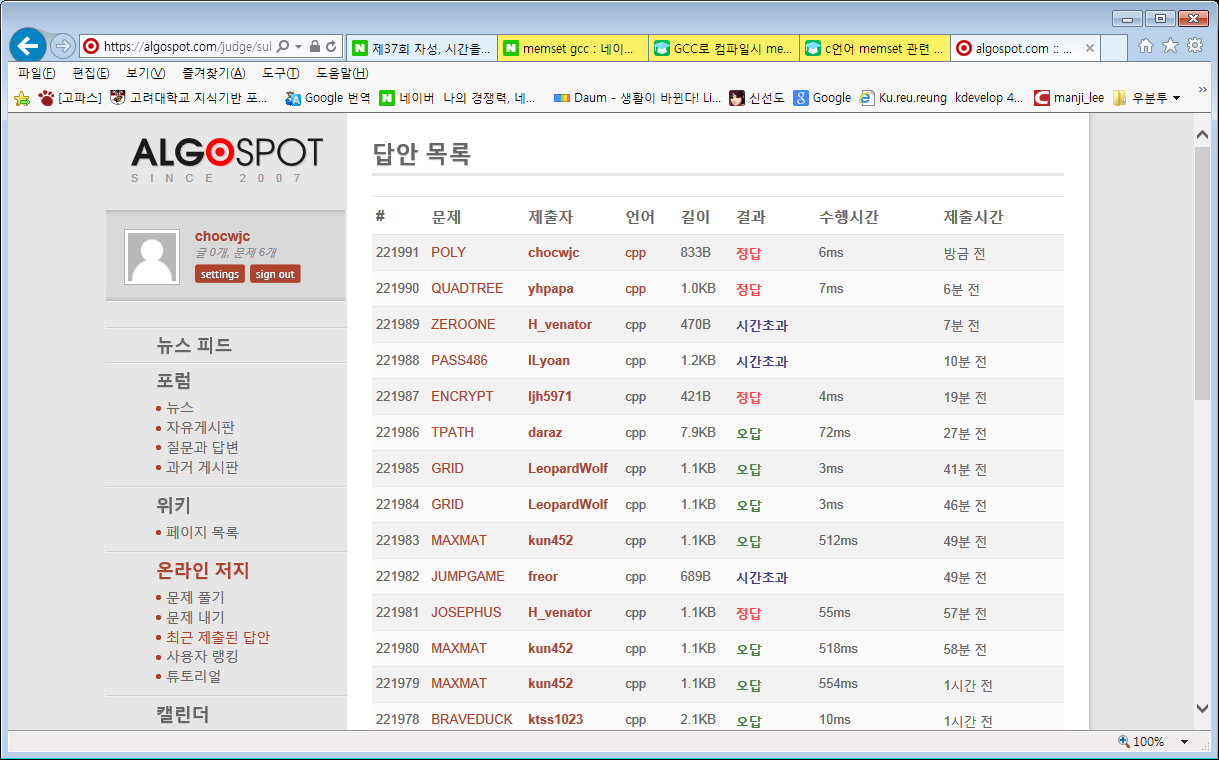 https://algospot.com/judge/sul
제37회 자성, 시간을...
memset gcc : 네이...
GCC로 컴파일시 me...
c언어 memset 관련 ...
algospot.com :: ...
파일(F) 편집(E) 보기(V) 즐겨찾기(A) 도구(T) 도움말(H)
[고파스] 고려대학교 지식기반 포... Google 번역 네이버 나의 경쟁력, 네... Daum - 생활이 바뀐다! Li... 신선도 Google Ku.reu.reung kdevelop 4... manji_lee 우분투
ALGOSPOT
SINCE 2007
chocwjc
글 0개, 문제 6개
settings sign out
뉴스 피드
포럼
뉴스
자유게시판
질문과 답변
과거 게시판
위키
페이지 목록
온라인 저지
문제 풀기
문제 내기
최근 제출된 답안
사용자 랭킹
튜토리얼
캘린더
답안 목록
# 문제 제출자 언어 길이 결과 수행시간 제출시간
221991 POLY chocwjc cpp 833B 정답 6ms 방금 전
221990 QUADTREE yhpapa cpp 1.0KB 정답 7ms 6분 전
221989 ZEROONE H_venator cpp 470B 시간초과 7분 전
221988 PASS486 ILyoan cpp 1.2KB 시간초과 10분 전
221987 ENCRYPT ljh5971 cpp 421B 정답 4ms 19분 전
221986 TPATH daraz cpp 7.9KB 오답 72ms 27분 전
221985 GRID LeopardWolf cpp 1.1KB 오답 3ms 41분 전
221984 GRID LeopardWolf cpp 1.1KB 오답 3ms 46분 전
221983 MAXMAT kun452 cpp 1.1KB 오답 512ms 49분 전
221982 JUMPGAME freor cpp 689B 시간초과 49분 전
221981 JOSEPHUS H_venator cpp 1.1KB 정답 55ms 57분 전
221980 MAXMAT kun452 cpp 1.1KB 오답 518ms 58분 전
221979 MAXMAT kun452 cpp 1.1KB 오답 554ms 1시간 전
221978 BRAVEDUCK ktss1023 cpp 2.1KB 오답 10ms 1시간 전
100%